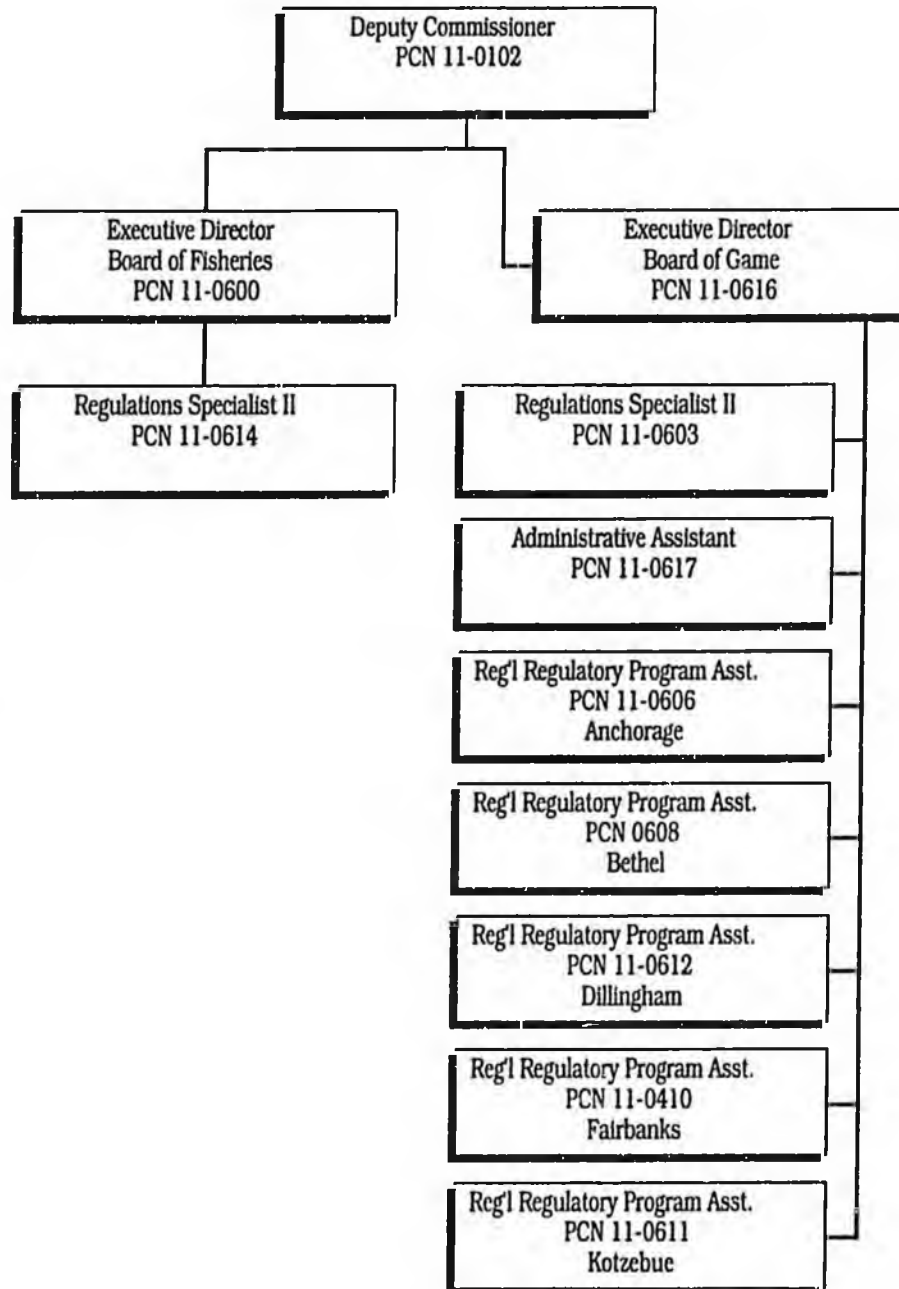 Deputy Commissioner
PCN 11-0102
Executive Director
Board of Fisheries
PCN 11-0600
Executive Director
Board of Game
PCN 11-0616
Regulations Specialist II
PCN 11-0614
Regulations Specialist II
PCN 11-0603
Administrative Assistant
PCN 11-0617
Reg'l Regulatory Program Asst.
PCN 11-0606
Anchorage
Reg'l Regulatory Program Asst.
PCN 0608
Bethel
Reg'l Regulatory Program Asst.
PCN 11-0612
Dillingham
Reg'l Regulatory Program Asst.
PCN 11-0410
Fairbanks
Reg'l Regulatory Program Asst.
PCN 11-0611
Kotzebue